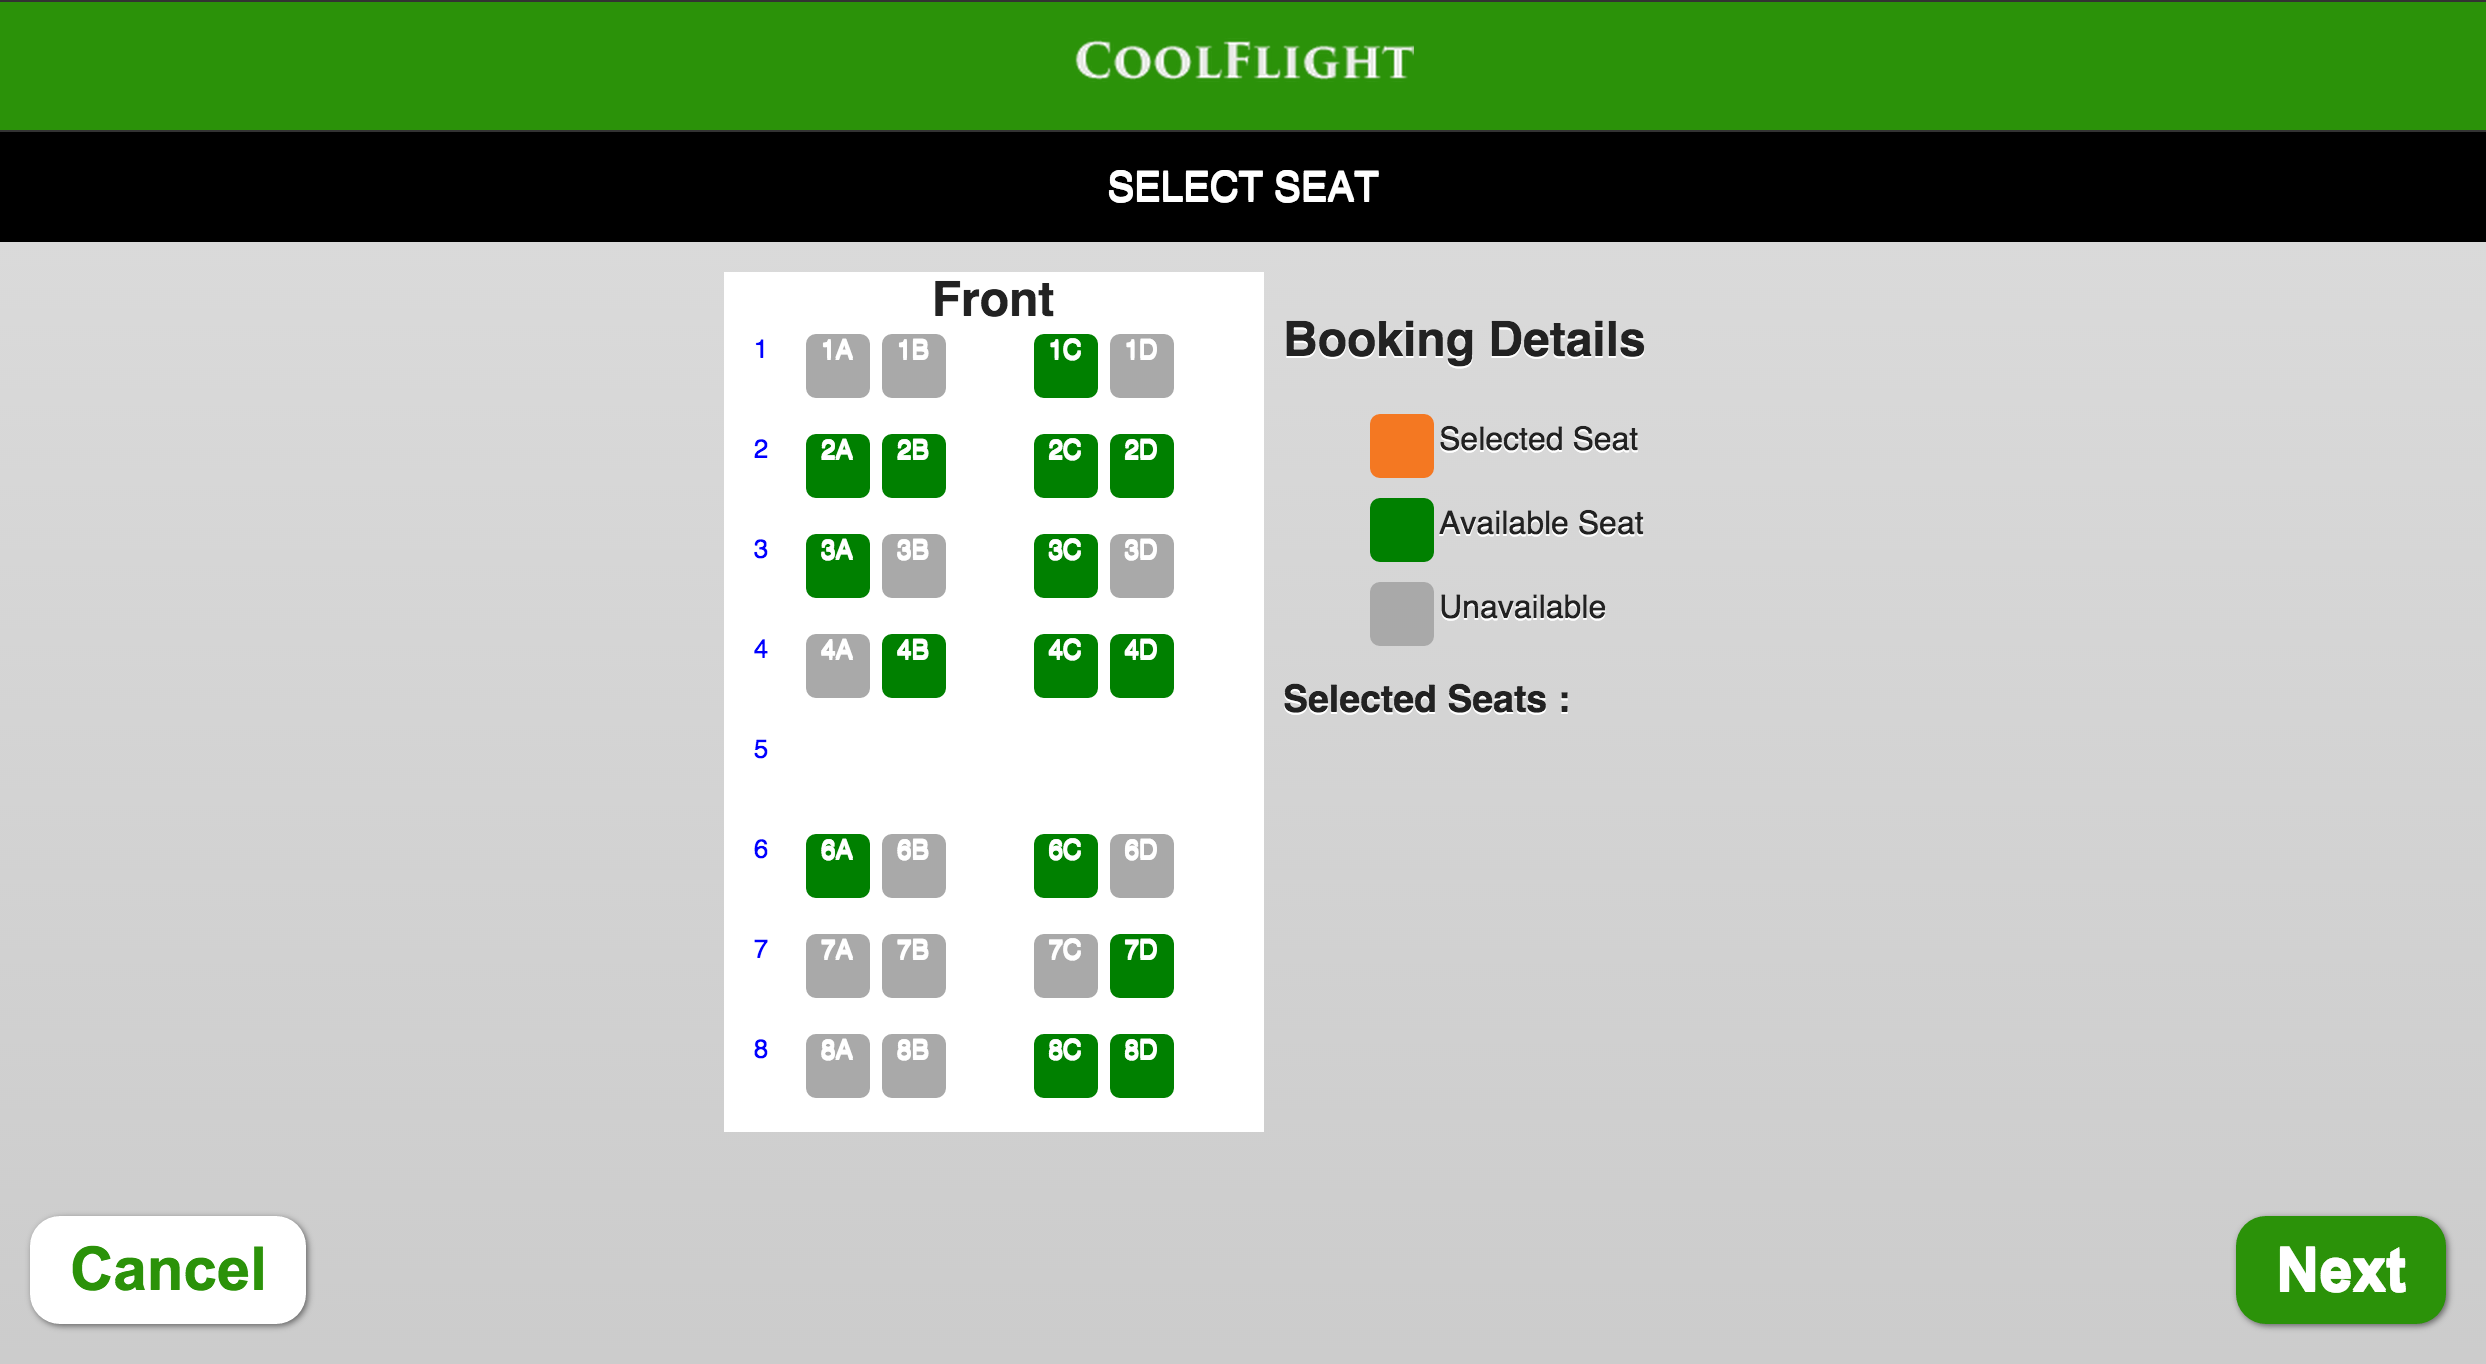 COOLFLIGHT
SELECT SEAT
Front
1 1A 1B 1C 1D
2 2A 2B 2C 2D
3 3A 3B 3C 3D
4 4A 4B 4C 4D
5
6 6A 6B 6C 6D
7 7A 7B 7C 7D
8 8A 8B 8C 8D
Booking Details
Selected Seat
Available Seat
Unavailable
Selected Seats :
Cancel
Next